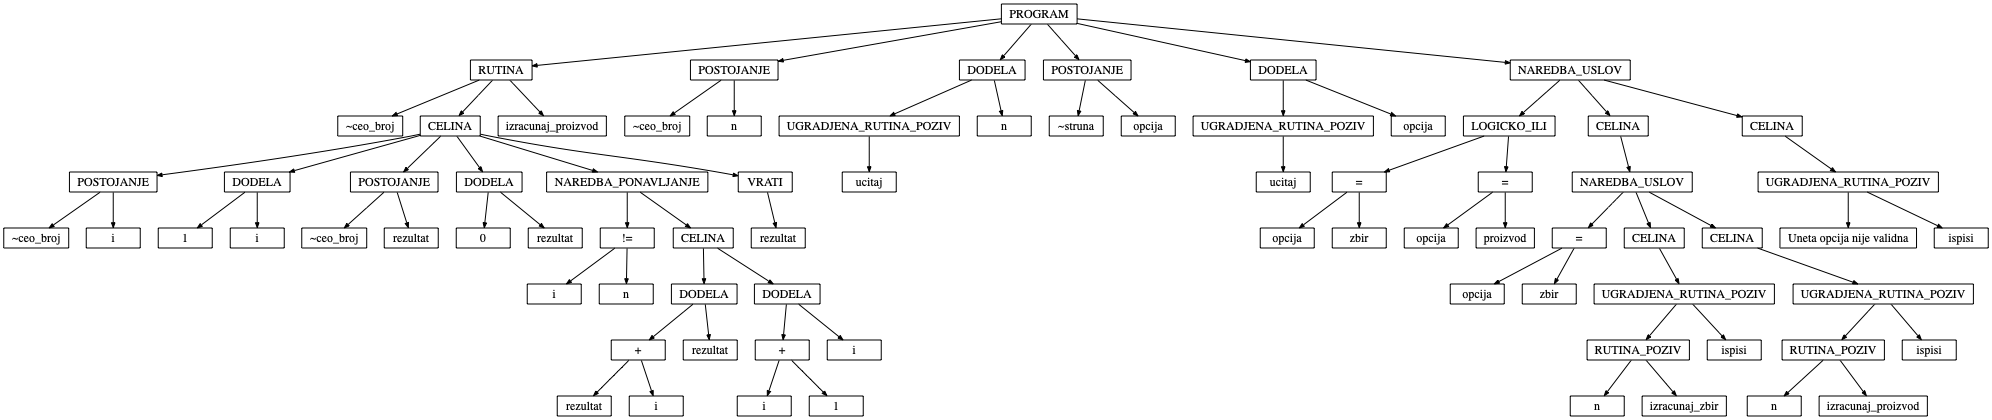 PROGRAM
RUTINA POSTOJANJE DODELA POSTOJANJE DODELA NAREDBA_USLOV
~ceo_broj CELINA izracunaj_proizvod ~ceo_broj n UGRADJENA_RUTINA_POZIV n ~struna opcija UGRADJENA_RUTINA_POZIV opcija LOGICKO_ILI CELINA CELINA
POSTOJANJE DODELA POSTOJANJE DODELA NAREDBA_PONAVLJANJE VRATI ucitaj ucitaj = = NAREDBA_USLOV UGRADJENA_RUTINA_POZIV
~ceo_broj i 1 i ~ceo_broj rezultat 0 rezultat != CELINA rezultat opcija zbir opcija proizvod = CELINA CELINA Uneta opcija nije validna ispisi
i n DODELA DODELA opcija zbir UGRADJENA_RUTINA_POZIV UGRADJENA_RUTINA_POZIV
+ rezultat + i RUTINA_POZIV ispisi RUTINA_POZIV ispisi
rezultat i i 1 n izracunaj_zbir n izracunaj_proizvod